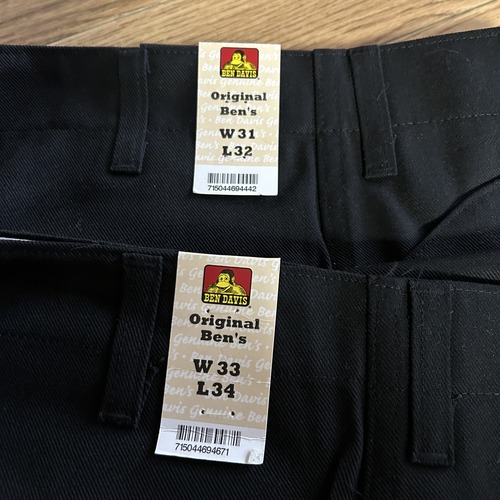 BEN DAVIS
Original
Ben's
W 31
L 32
715044694442
BEN DAVIS
Original
Ben's
W 33
L 34
715044694671